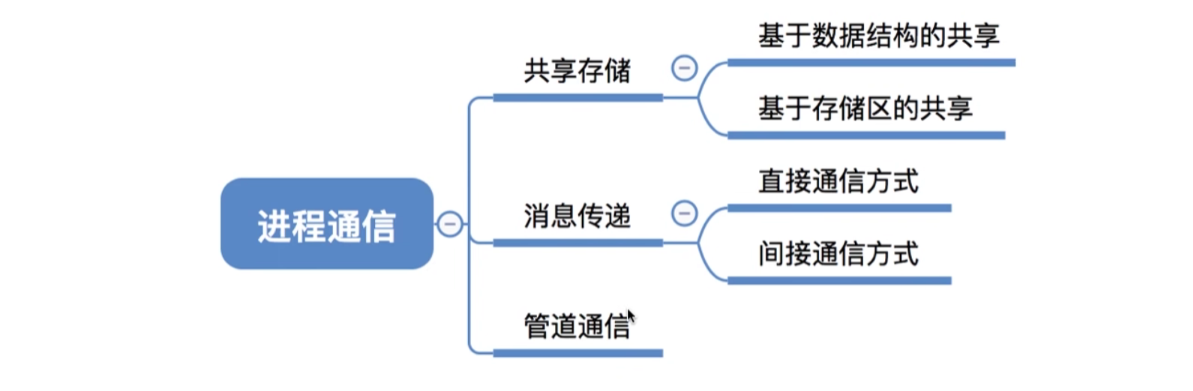 进程通信
共享存储
基于数据结构的共享
基于存储区的共享
消息传递
直接通信方式
间接通信方式
管道通信